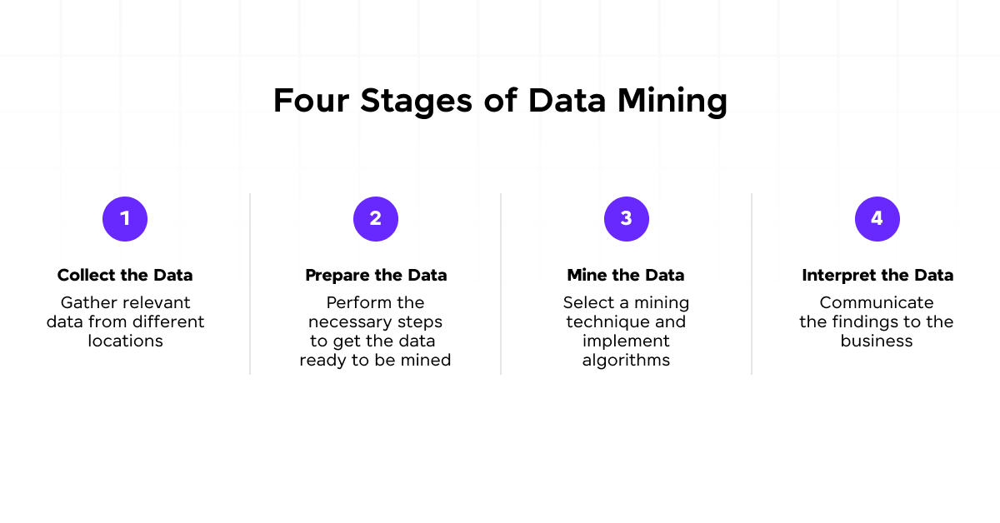 Four Stages of Data Mining
1
Collect the Data
Gather relevant
data from different
locations
2
Prepare the Data
Perform the
necessary steps
to get the data
ready to be mined
3
Mine the Data
Select a mining
technique and
implement
algorithms
4
Interpret the Data
Communicate
the findings to the
business